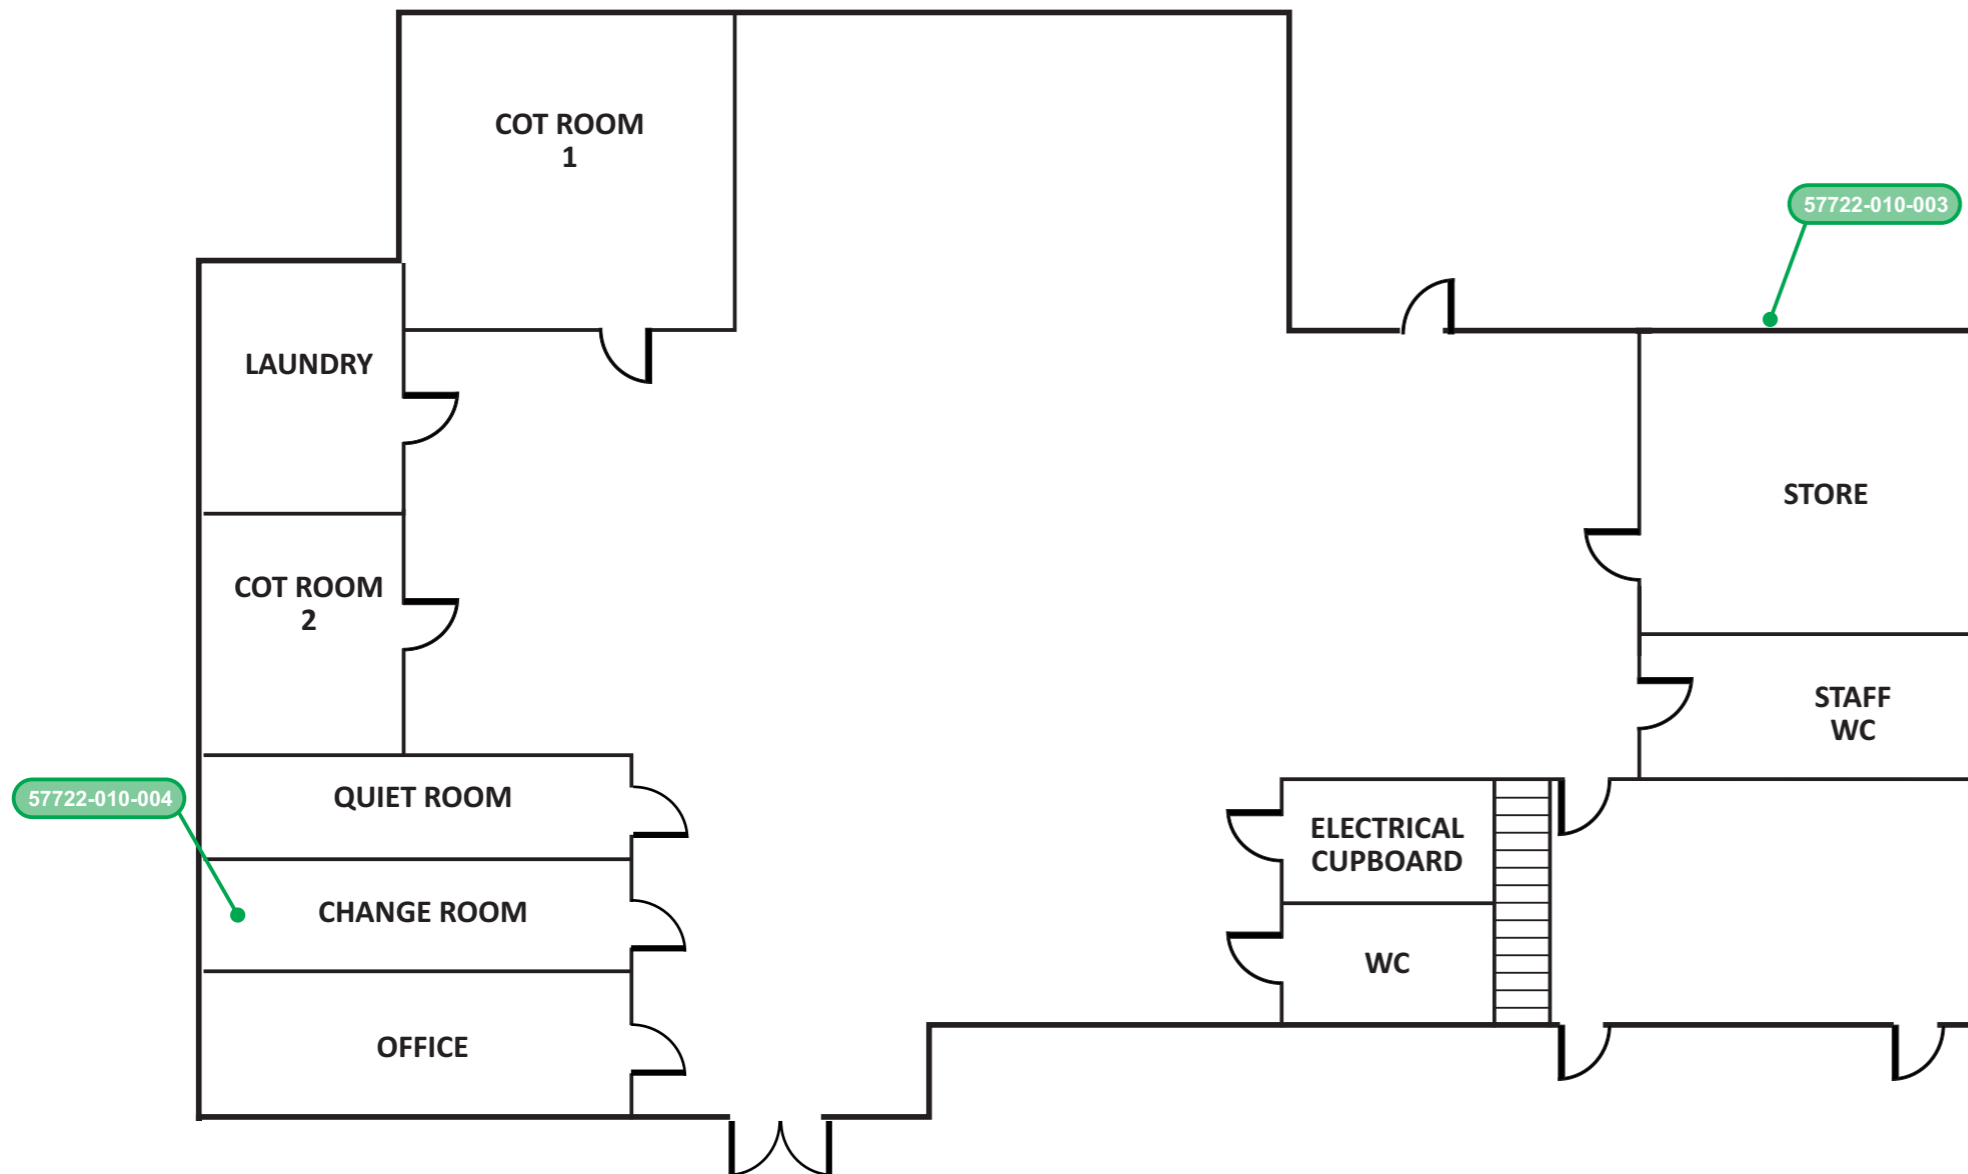 COT ROOM
1
57722-010-003
LAUNDRY
STORE
COT ROOM
2
STAFF
WC
57722-010-004
QUIET ROOM
ELECTRICAL
CUPBOARD
CHANGE ROOM
WC
OFFICE